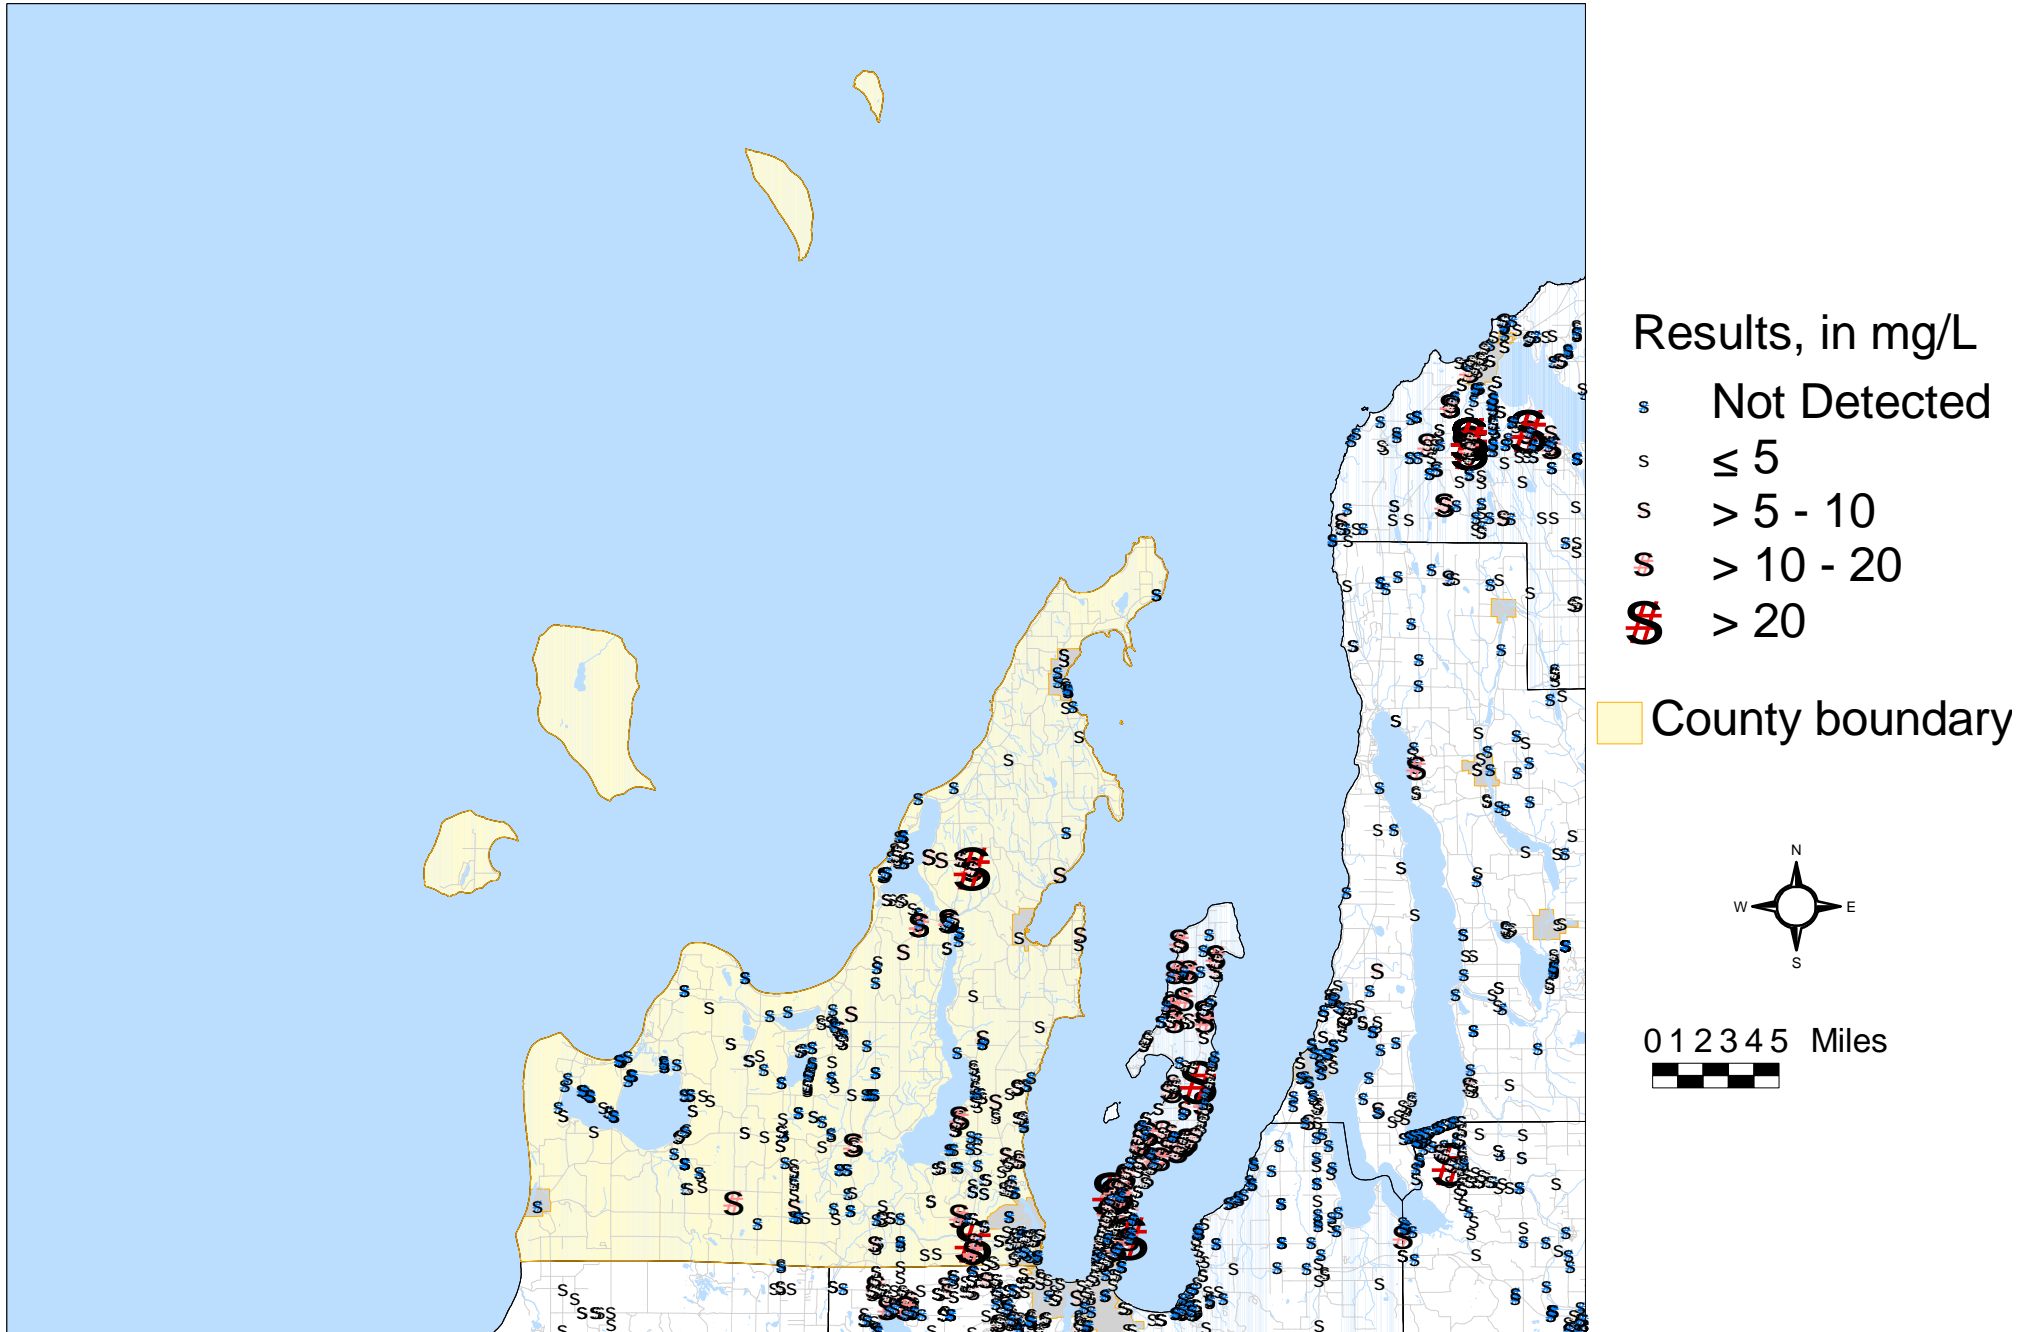 Results, in mg/L
s Not Detected
s ≤ 5
s > 5 - 10
s > 10 - 20
s > 20
County boundary
N
W E
S
0 1 2 3 4 5 Miles